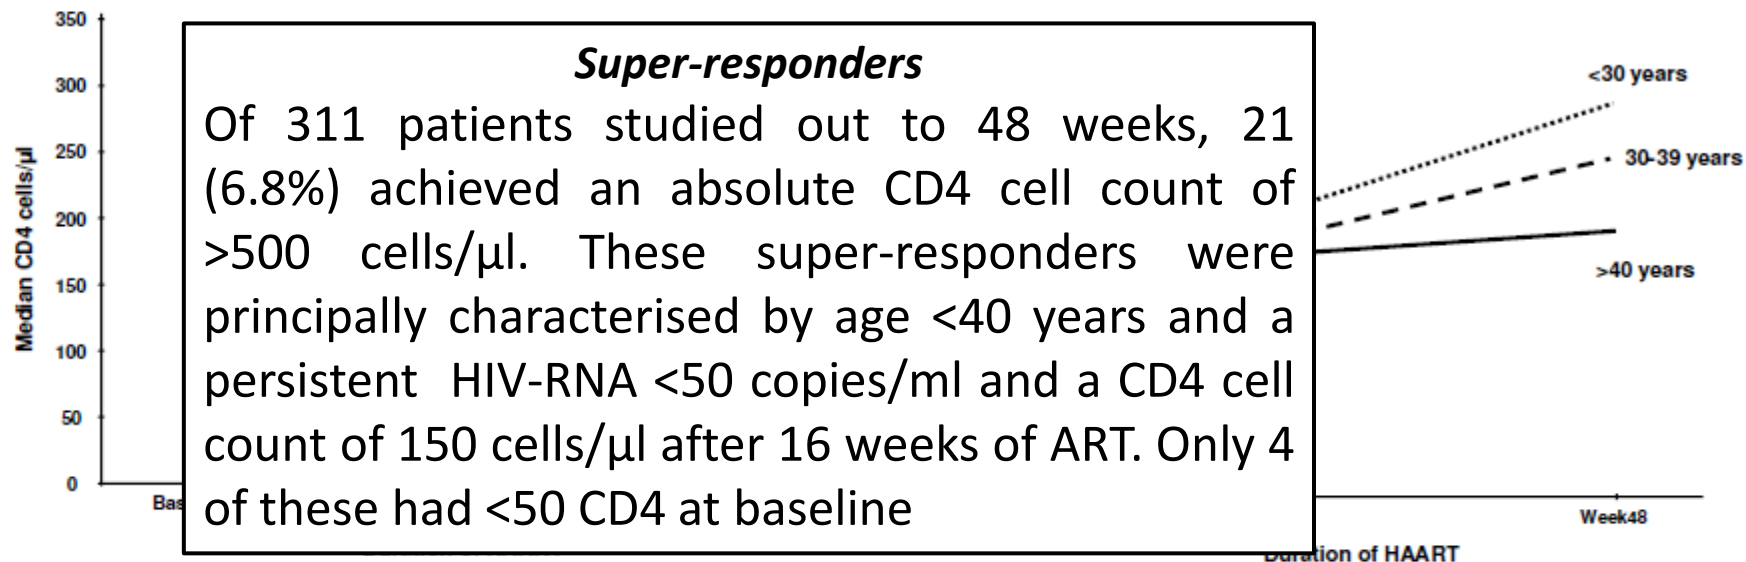 350
300
250
200
150
100
50
0
Median CD4 cells/µl
Super-responders
Of 311 patients studied out to 48 weeks, 21
(6.8%) achieved an absolute CD4 cell count of
>500 cells/µl. These super-responders were
principally characterised by age <40 years and a
persistent HIV-RNA <50 copies/ml and a CD4 cell
count of 150 cells/µl after 16 weeks of ART. Only 4
of these had <50 CD4 at baseline
<30 years
30-39 years
>40 years
Week48
Duration of HAART